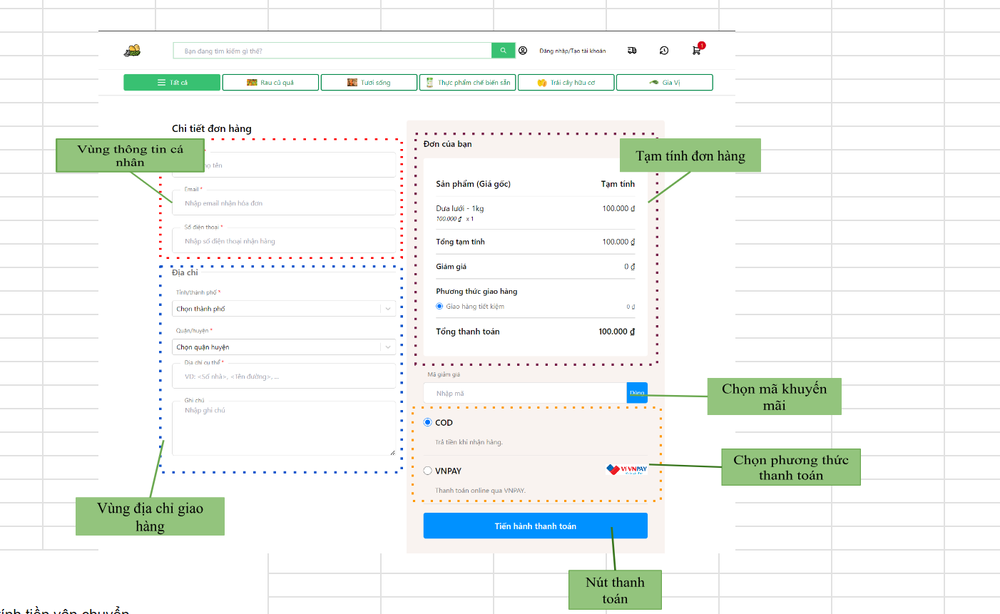 Bạn đang tìm kiếm gì thế?
Đăng nhập/Tạo tài khoản
1
Tất cả
Rau củ quả
Tươi sống
Thực phẩm chế biến sẵn
Trái cây hữu cơ
Gia Vị
Chi tiết đơn hàng
Vùng thông tin cá
nhân
họ tên
Email *
Nhập email nhận hóa đơn
Số điện thoại *
Nhập số điện thoại nhận hàng
Địa chỉ
Tỉnh/thành phố *
Chọn thành phố
Quận/huyện *
Chọn quận huyện
Địa chỉ cụ thể *
VD: <Số nhà>, <Tên đường>, ...
Ghi chú
Nhập ghi chú
Vùng địa chỉ giao
hàng
Đơn của bạn
Tạm tính đơn hàng
Sản phẩm (Giá gốc) Tạm tính
Dưa lưới - 1kg 100.000 ₫
100.000 ₫ x 1
Tổng tạm tính 100.000 ₫
Giảm giá 0 ₫
Phương thức giao hàng
Giao hàng tiết kiệm 0 ₫
Tổng thanh toán 100.000 ₫
Mã giảm giá
Nhập mã Dùng
Chọn mã khuyến
mãi
COD
Trả tiền khi nhận hàng.
VNPAY
VÍ VNPAY
Thanh toán online qua VNPAY.
Chọn phương thức
thanh toán
Tiến hành thanh toán
Nút thanh
toán
tính tiền vận chuyển